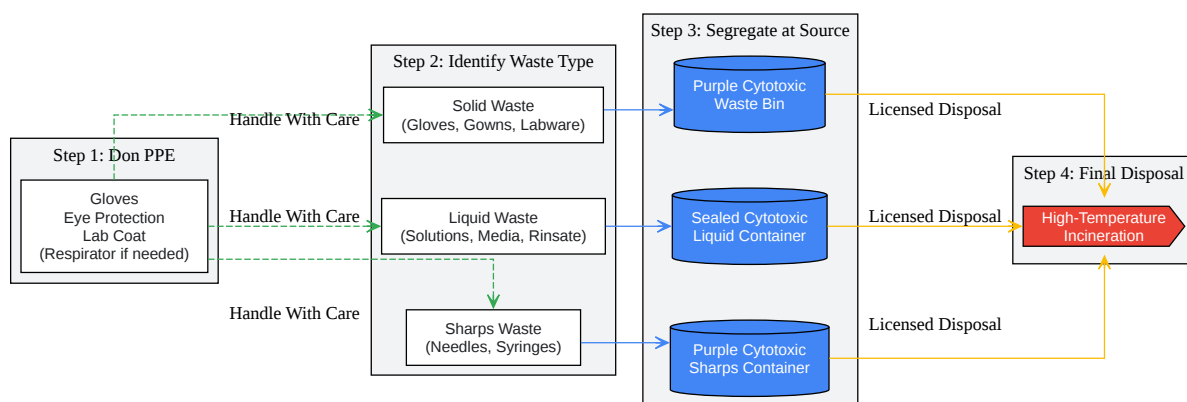 Step 1: Don PPE
Gloves
Eye Protection
Lab Coat
(Respirator if needed)
Handle With Care
Handle With Care
Handle With Care
Step 2: Identify Waste Type
Solid Waste
(Gloves, Gowns, Labware)
Liquid Waste
(Solutions, Media, Rinsate)
Sharps Waste
(Needles, Syringes)
Step 3: Segregate at Source
Purple Cytotoxic
Waste Bin
Sealed Cytotoxic
Liquid Container
Purple Cytotoxic
Sharps Container
Licensed Disposal
Licensed Disposal
Licensed Disposal
Step 4: Final Disposal
High-Temperature
Incineration